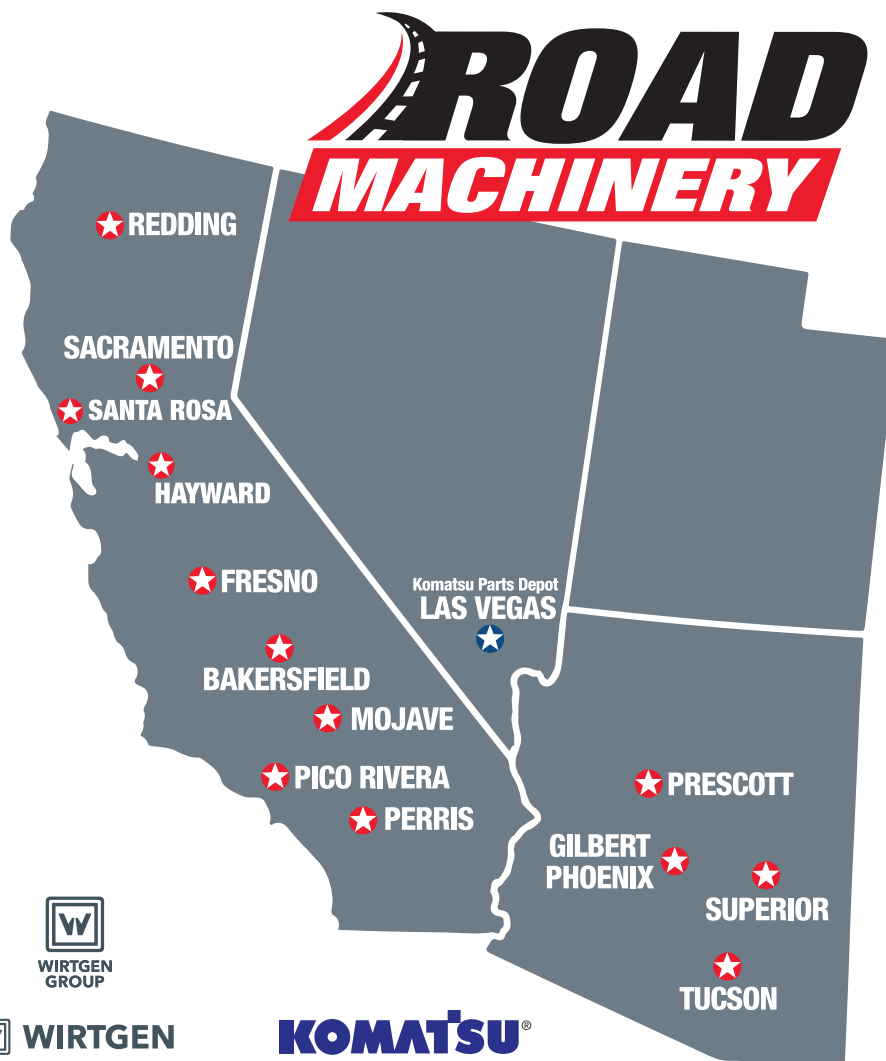 ROAD
MACHINERY
REDDING
SACRAMENTO
SANTA ROSA
HAYWARD
FRESNO
Komatsu Parts Depot
LAS VEGAS
BAKERSFIELD
MOJAVE
PICO RIVERA
PERRIS
PRESCOTT
GILBERT
PHOENIX
SUPERIOR
TUCSON
W
WIRTGEN
GROUP
WIRTGEN
KOMATSU®